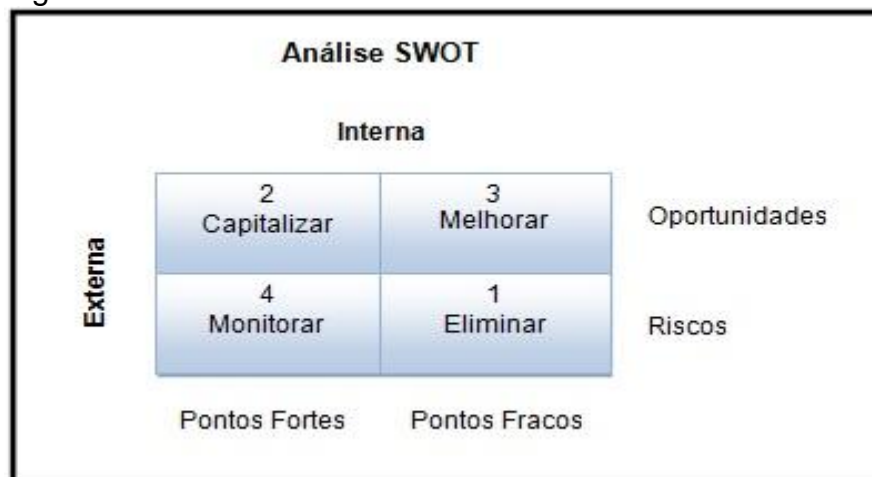 Análise SWOT
Interna
2
Capitalizar
3
Melhorar
Oportunidades
Externa
4
Monitorar
1
Eliminar
Riscos
Pontos Fortes
Pontos Fracos